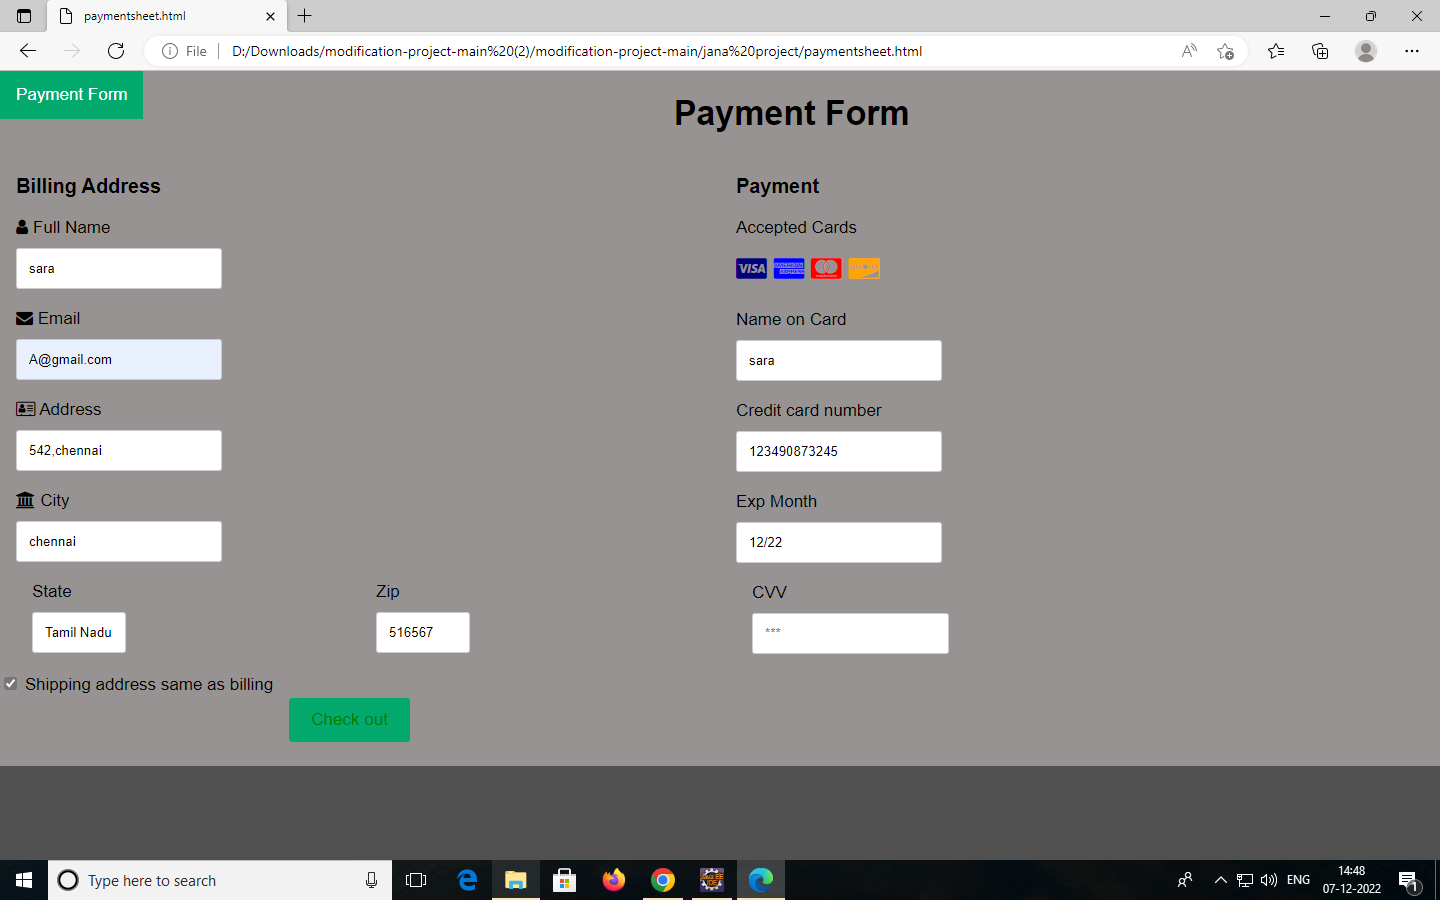 paymentsheet.html
File
D:/Downloads/modification-project-main%20(2)/modification-project-main/jana%20project/paymentsheet.html
Payment Form
Payment Form
Billing Address
Full Name
sara
Email
A@gmail.com
Address
542,chennai
City
chennai
State
Zip
Tamil Nadu
516567
Shipping address same as billing
Check out
Payment
Accepted Cards
VISA
Name on Card
sara
Credit card number
123490873245
Exp Month
12/22
CVV
***
Type here to search
ENG
14:48
07-12-2022
1